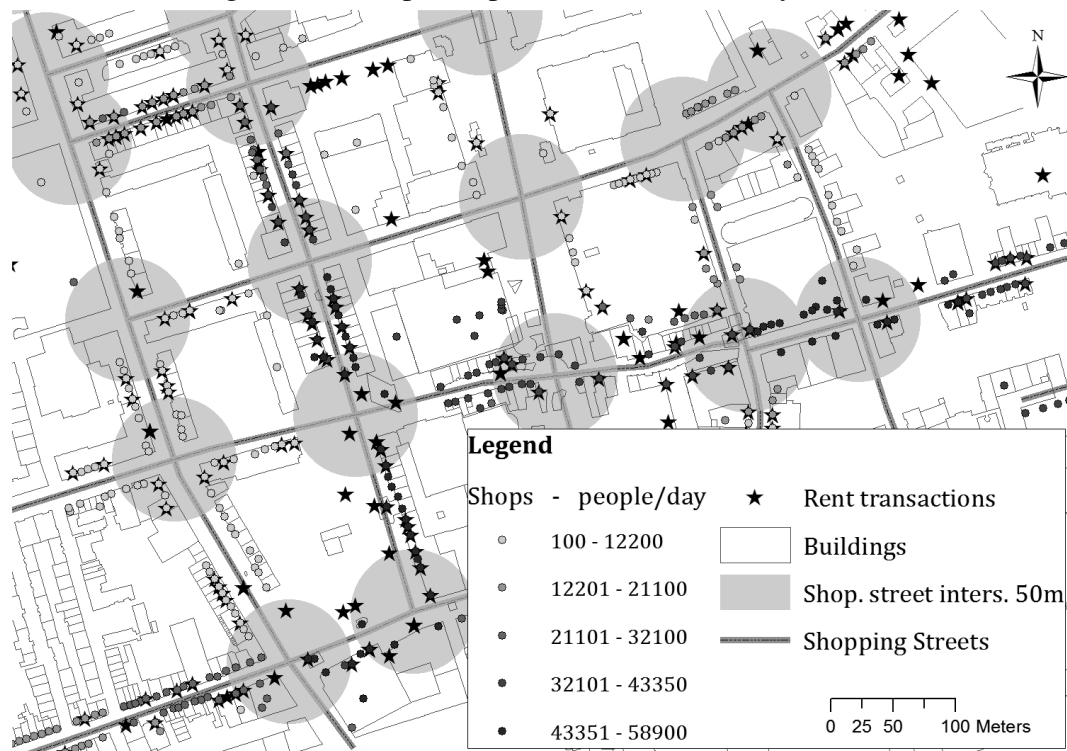 N
Legend
Shops - people/day
100 - 12200
12201 - 21100
21101 - 32100
32101 - 43350
43351 - 58900
Rent transactions
Buildings
Shop. street inters. 50m
Shopping Streets
0 25 50 100 Meters